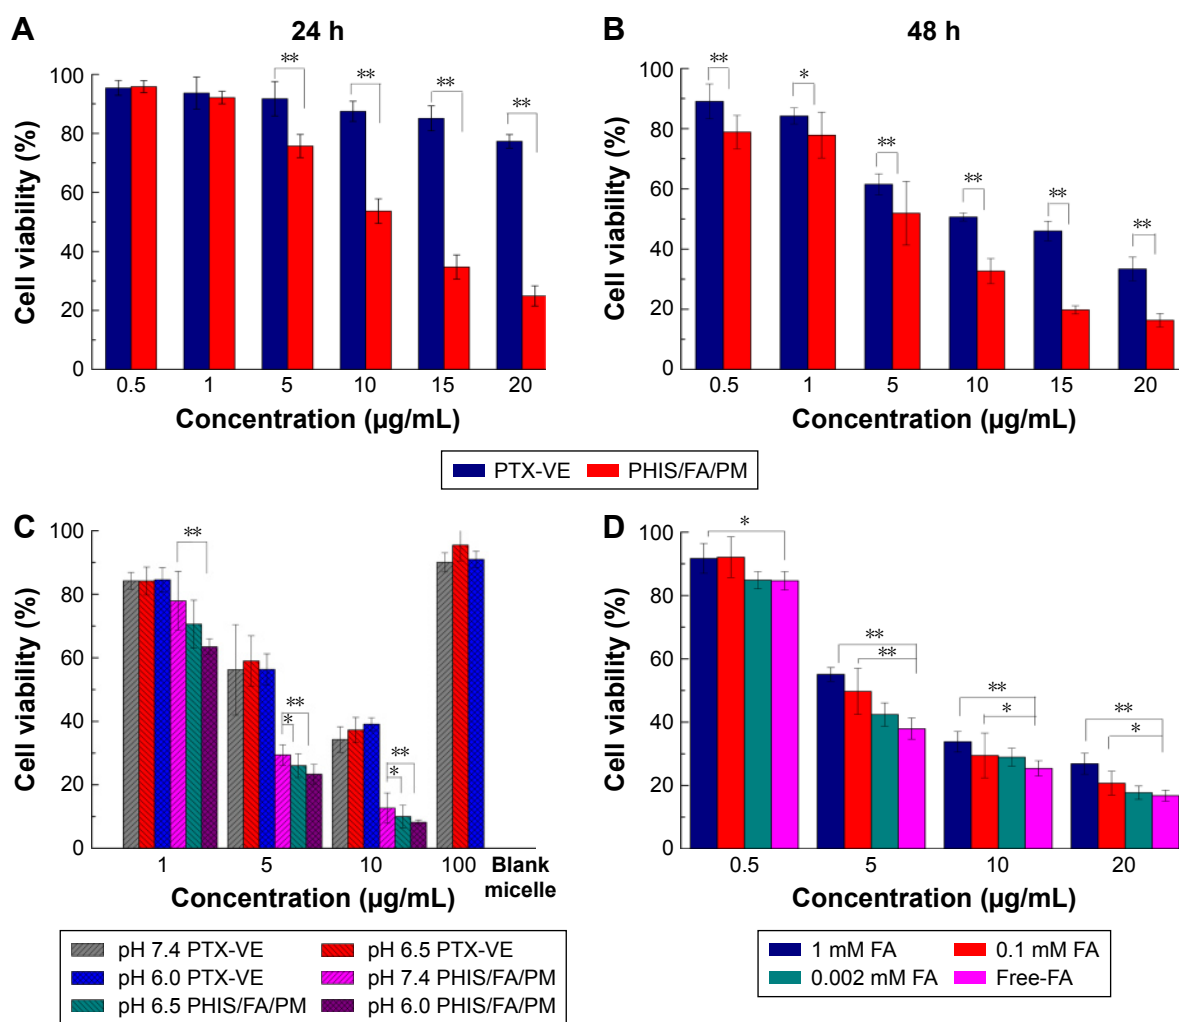 A
24 h
B
48 h
Cell viability (%)
100
80
60
40
20
0
** ** ** **
0.5 1 5 10 15 20
Concentration (µg/mL)
Cell viability (%)
100
80
60
40
20
0
** * ** ** ** **
0.5 1 5 10 15 20
Concentration (µg/mL)
PTX-VE PHIS/FA/PM
C
Cell viability (%)
100
80
60
40
20
0
**
**
*
**
*
1 5 10 100 Blank
micelle
Concentration (µg/mL)
pH 7.4 PTX-VE pH 6.5 PTX-VE
pH 6.0 PTX-VE pH 7.4 PHIS/FA/PM
pH 6.5 PHIS/FA/PM pH 6.0 PHIS/FA/PM
D
Cell viability (%)
100
80
60
40
20
0
*
**
**
**
*
**
*
0.5 5 10 20
Concentration (µg/mL)
1 mM FA 0.1 mM FA
0.002 mM FA Free-FA